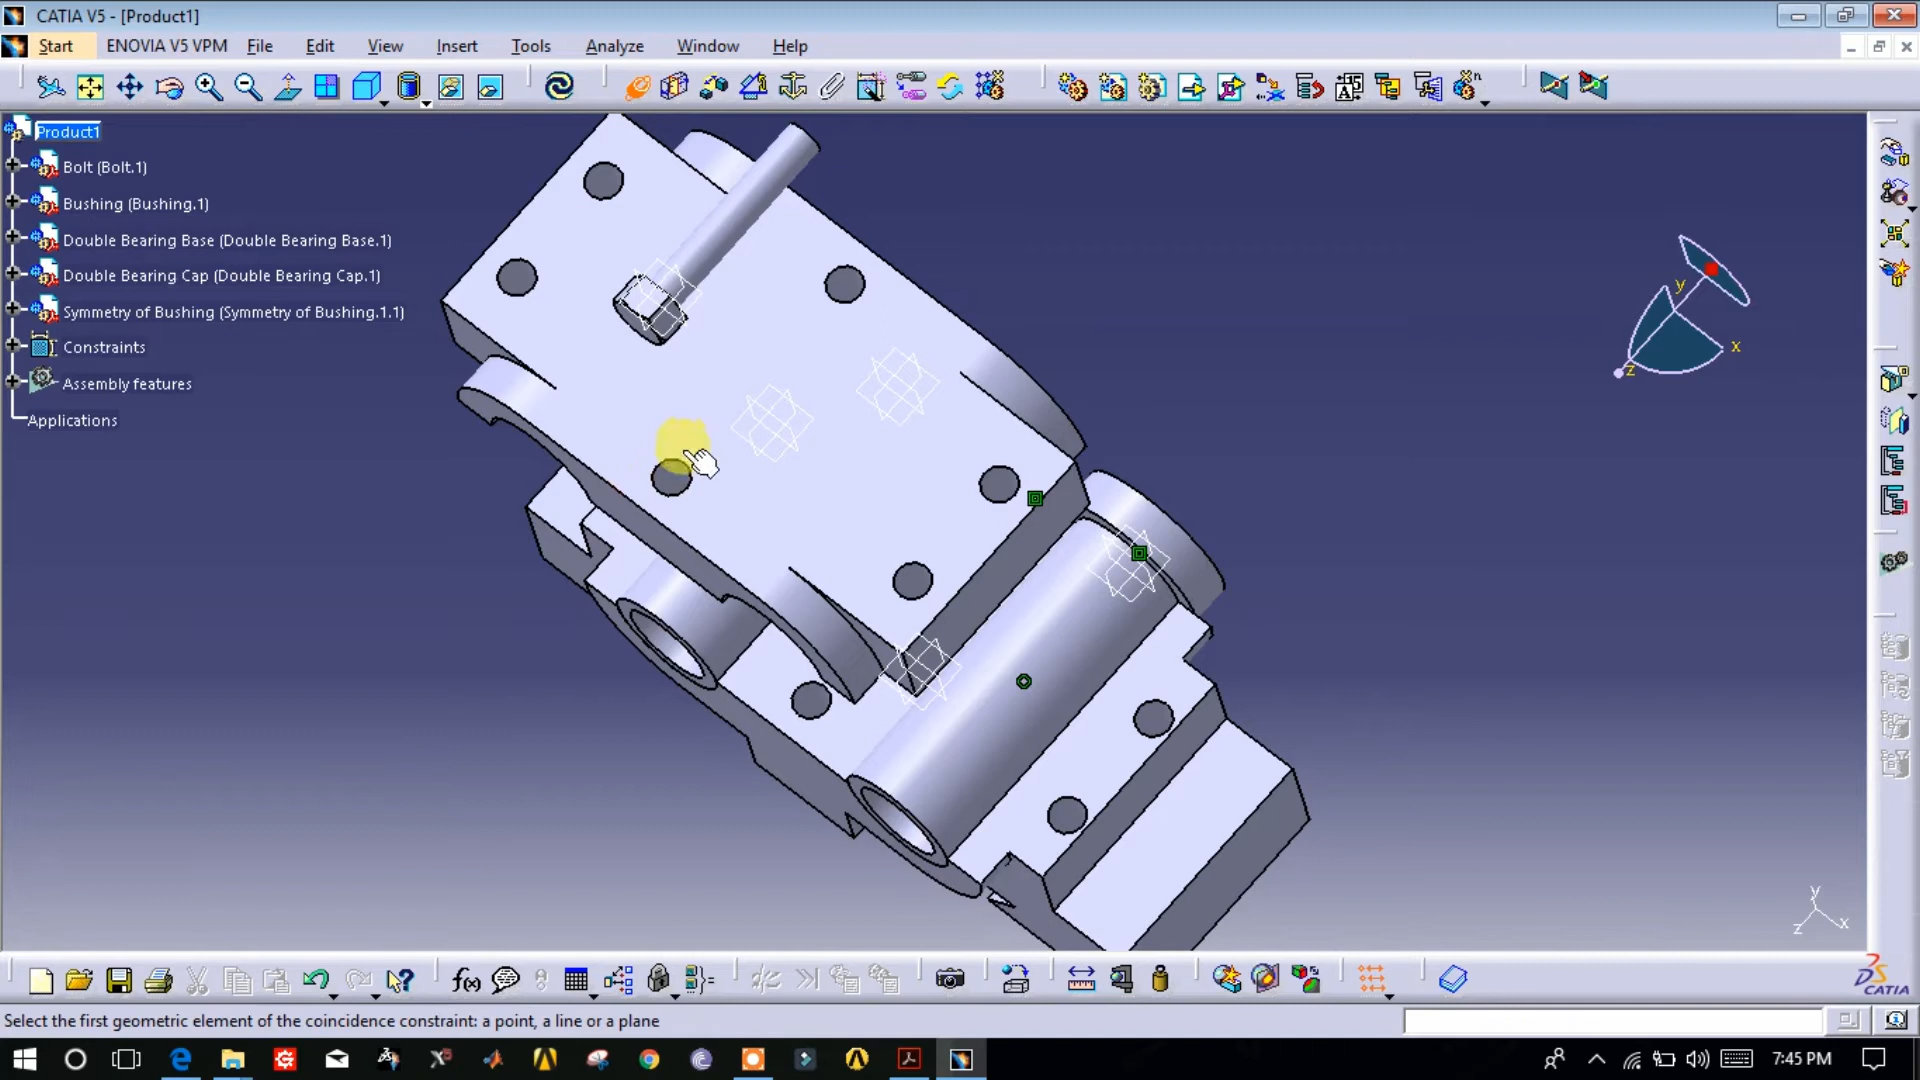 CATIA V5 - [Product1]
Start ENOVIA V5 VPM File Edit View Insert Tools Analyze Window Help
Product1
Bolt (Bolt.1)
Bushing (Bushing.1)
Double Bearing Base (Double Bearing Base.1)
Double Bearing Cap (Double Bearing Cap.1)
Symmetry of Bushing (Symmetry of Bushing.1.1)
Constraints
Assembly features
Applications
y
x
z
y
x
z
f(x)
CATIA
Select the first geometric element of the coincidence constraint: a point, a line or a plane
7:45 PM